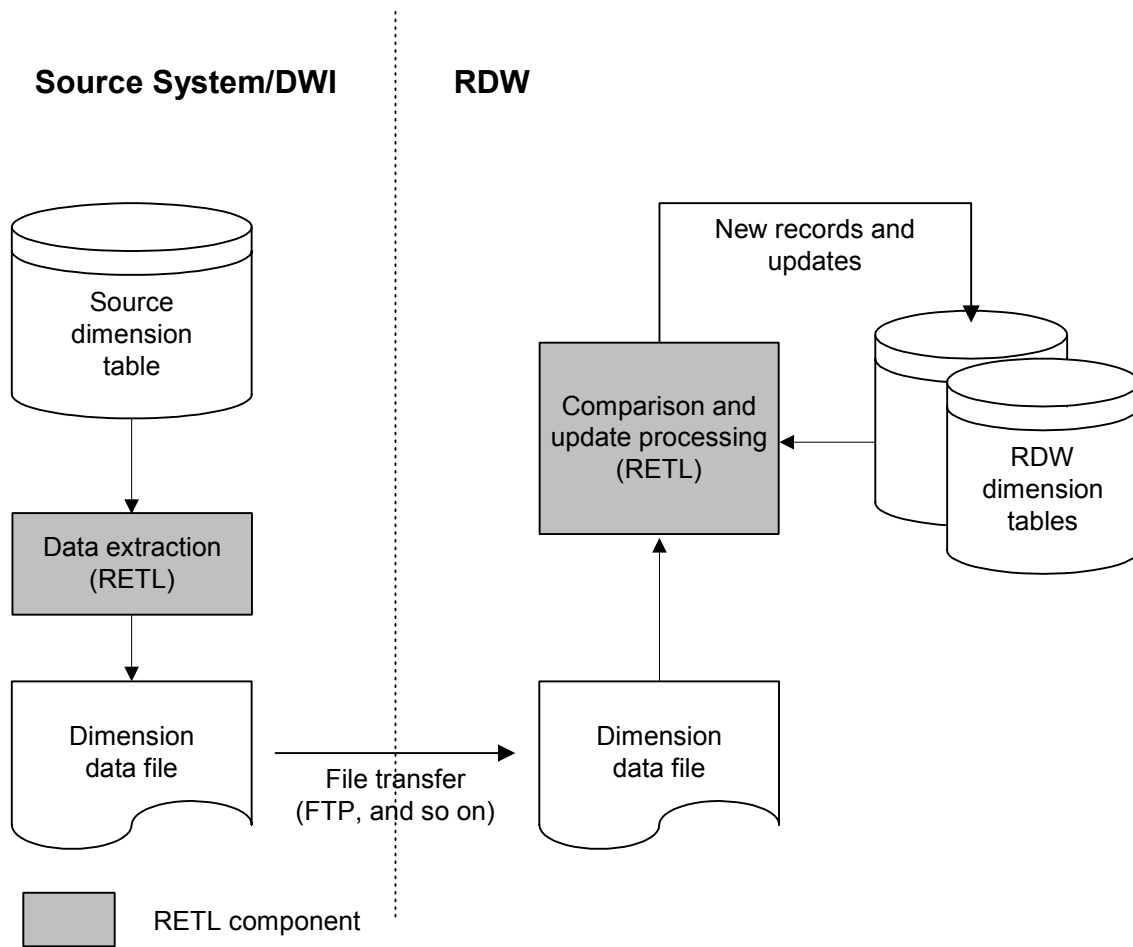 Source System/DWI
RDW
Source
dimension
table
New records and
updates
Comparison and
update processing
(RETL)
RDW
dimension
tables
Data extraction
(RETL)
Dimension
data file
File transfer
(FTP, and so on)
Dimension
data file
RETL component